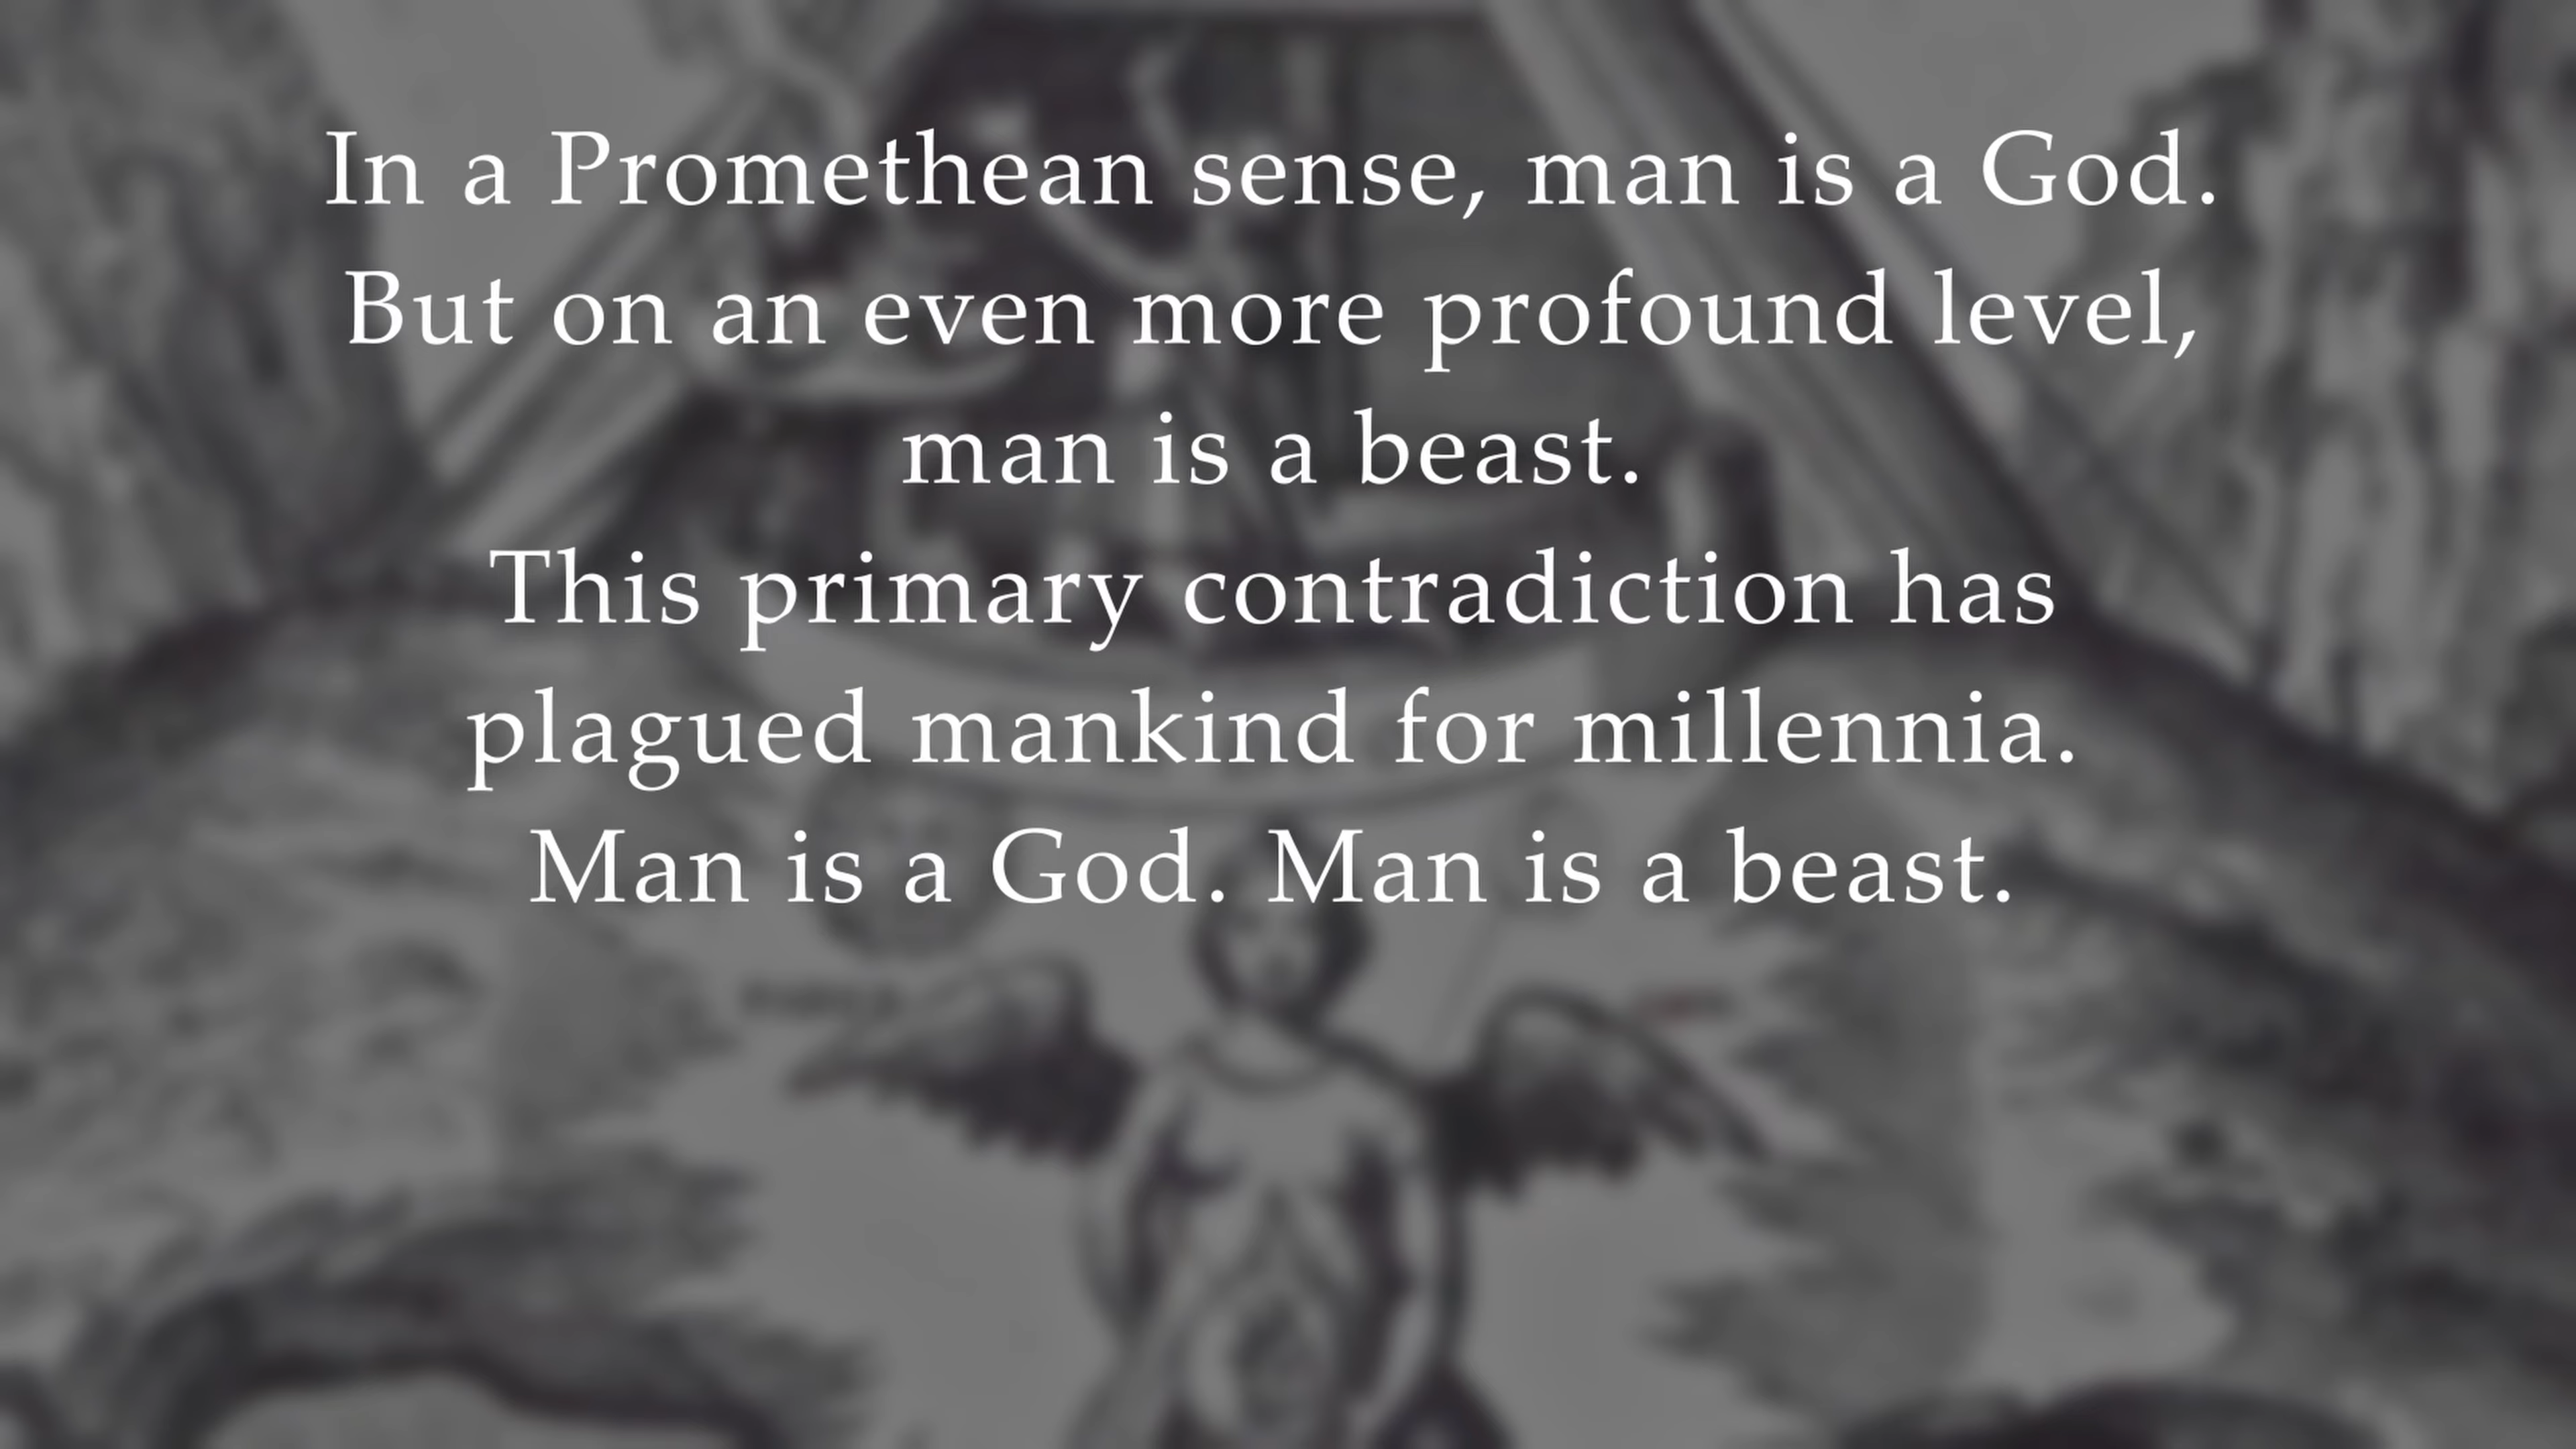 In a Promethean sense, man is a God.
But on an even more profound level,
man is a beast.
This primary contradiction has
plagued mankind for millennia.
Man is a God. Man is a beast.